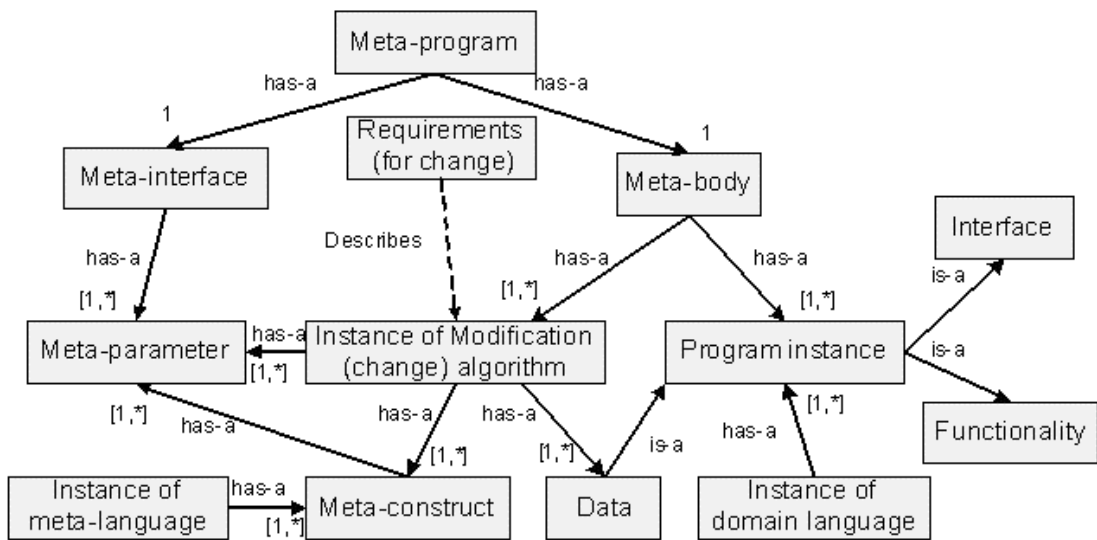 Meta-program
has-a
has-a
1
1
Requirements
(for change)
Meta-interface
Meta-body
Interface
Describes
has-a
has-a
has-a
is-a
[1,*]
[1,*]
[1,*]
Meta-parameter
has-a
[1,*]
Instance of Modification
(change) algorithm
Program instance
is-a
Functionality
[1,*]
has-a
has-a
has-a
[1,*]
[1,*]
is-a
has-a
[1,*]
Instance of
meta-language
has-a
[1,*]
Meta-construct
Data
Instance of
domain language